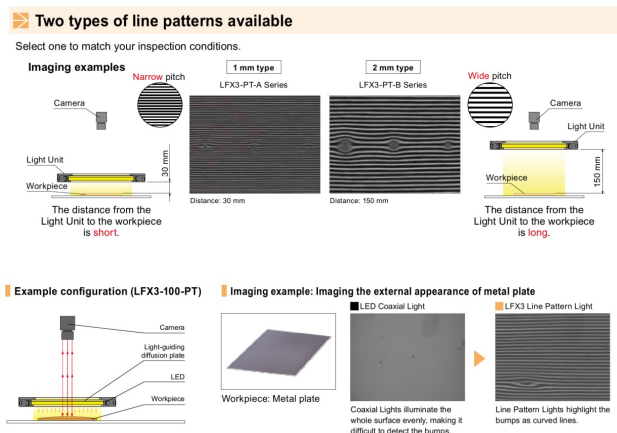 Two types of line patterns available
Select one to match your inspection conditions.
Imaging examples
Narrow pitch
Camera
Light Unit
Workpiece
30 mm
The distance from the
Light Unit to the workpiece
is short.
1 mm type
LFX3-PT-A Series
Distance: 30 mm
2 mm type
LFX3-PT-B Series
Distance: 150 mm
Wide pitch
Camera
Light Unit
Workpiece
150 mm
The distance from the
Light Unit to the workpiece
is long.
Example configuration (LFX3-100-PT)
Camera
Light-guiding
diffusion plate
LED
Workpiece
Imaging example: Imaging the external appearance of metal plate
Workpiece: Metal plate
LED Coaxial Light
Coaxial Lights illuminate the
whole surface evenly, making it
difficult to detect the bumps.
LFX3 Line Pattern Light
Line Pattern Lights highlight the
bumps as curved lines.